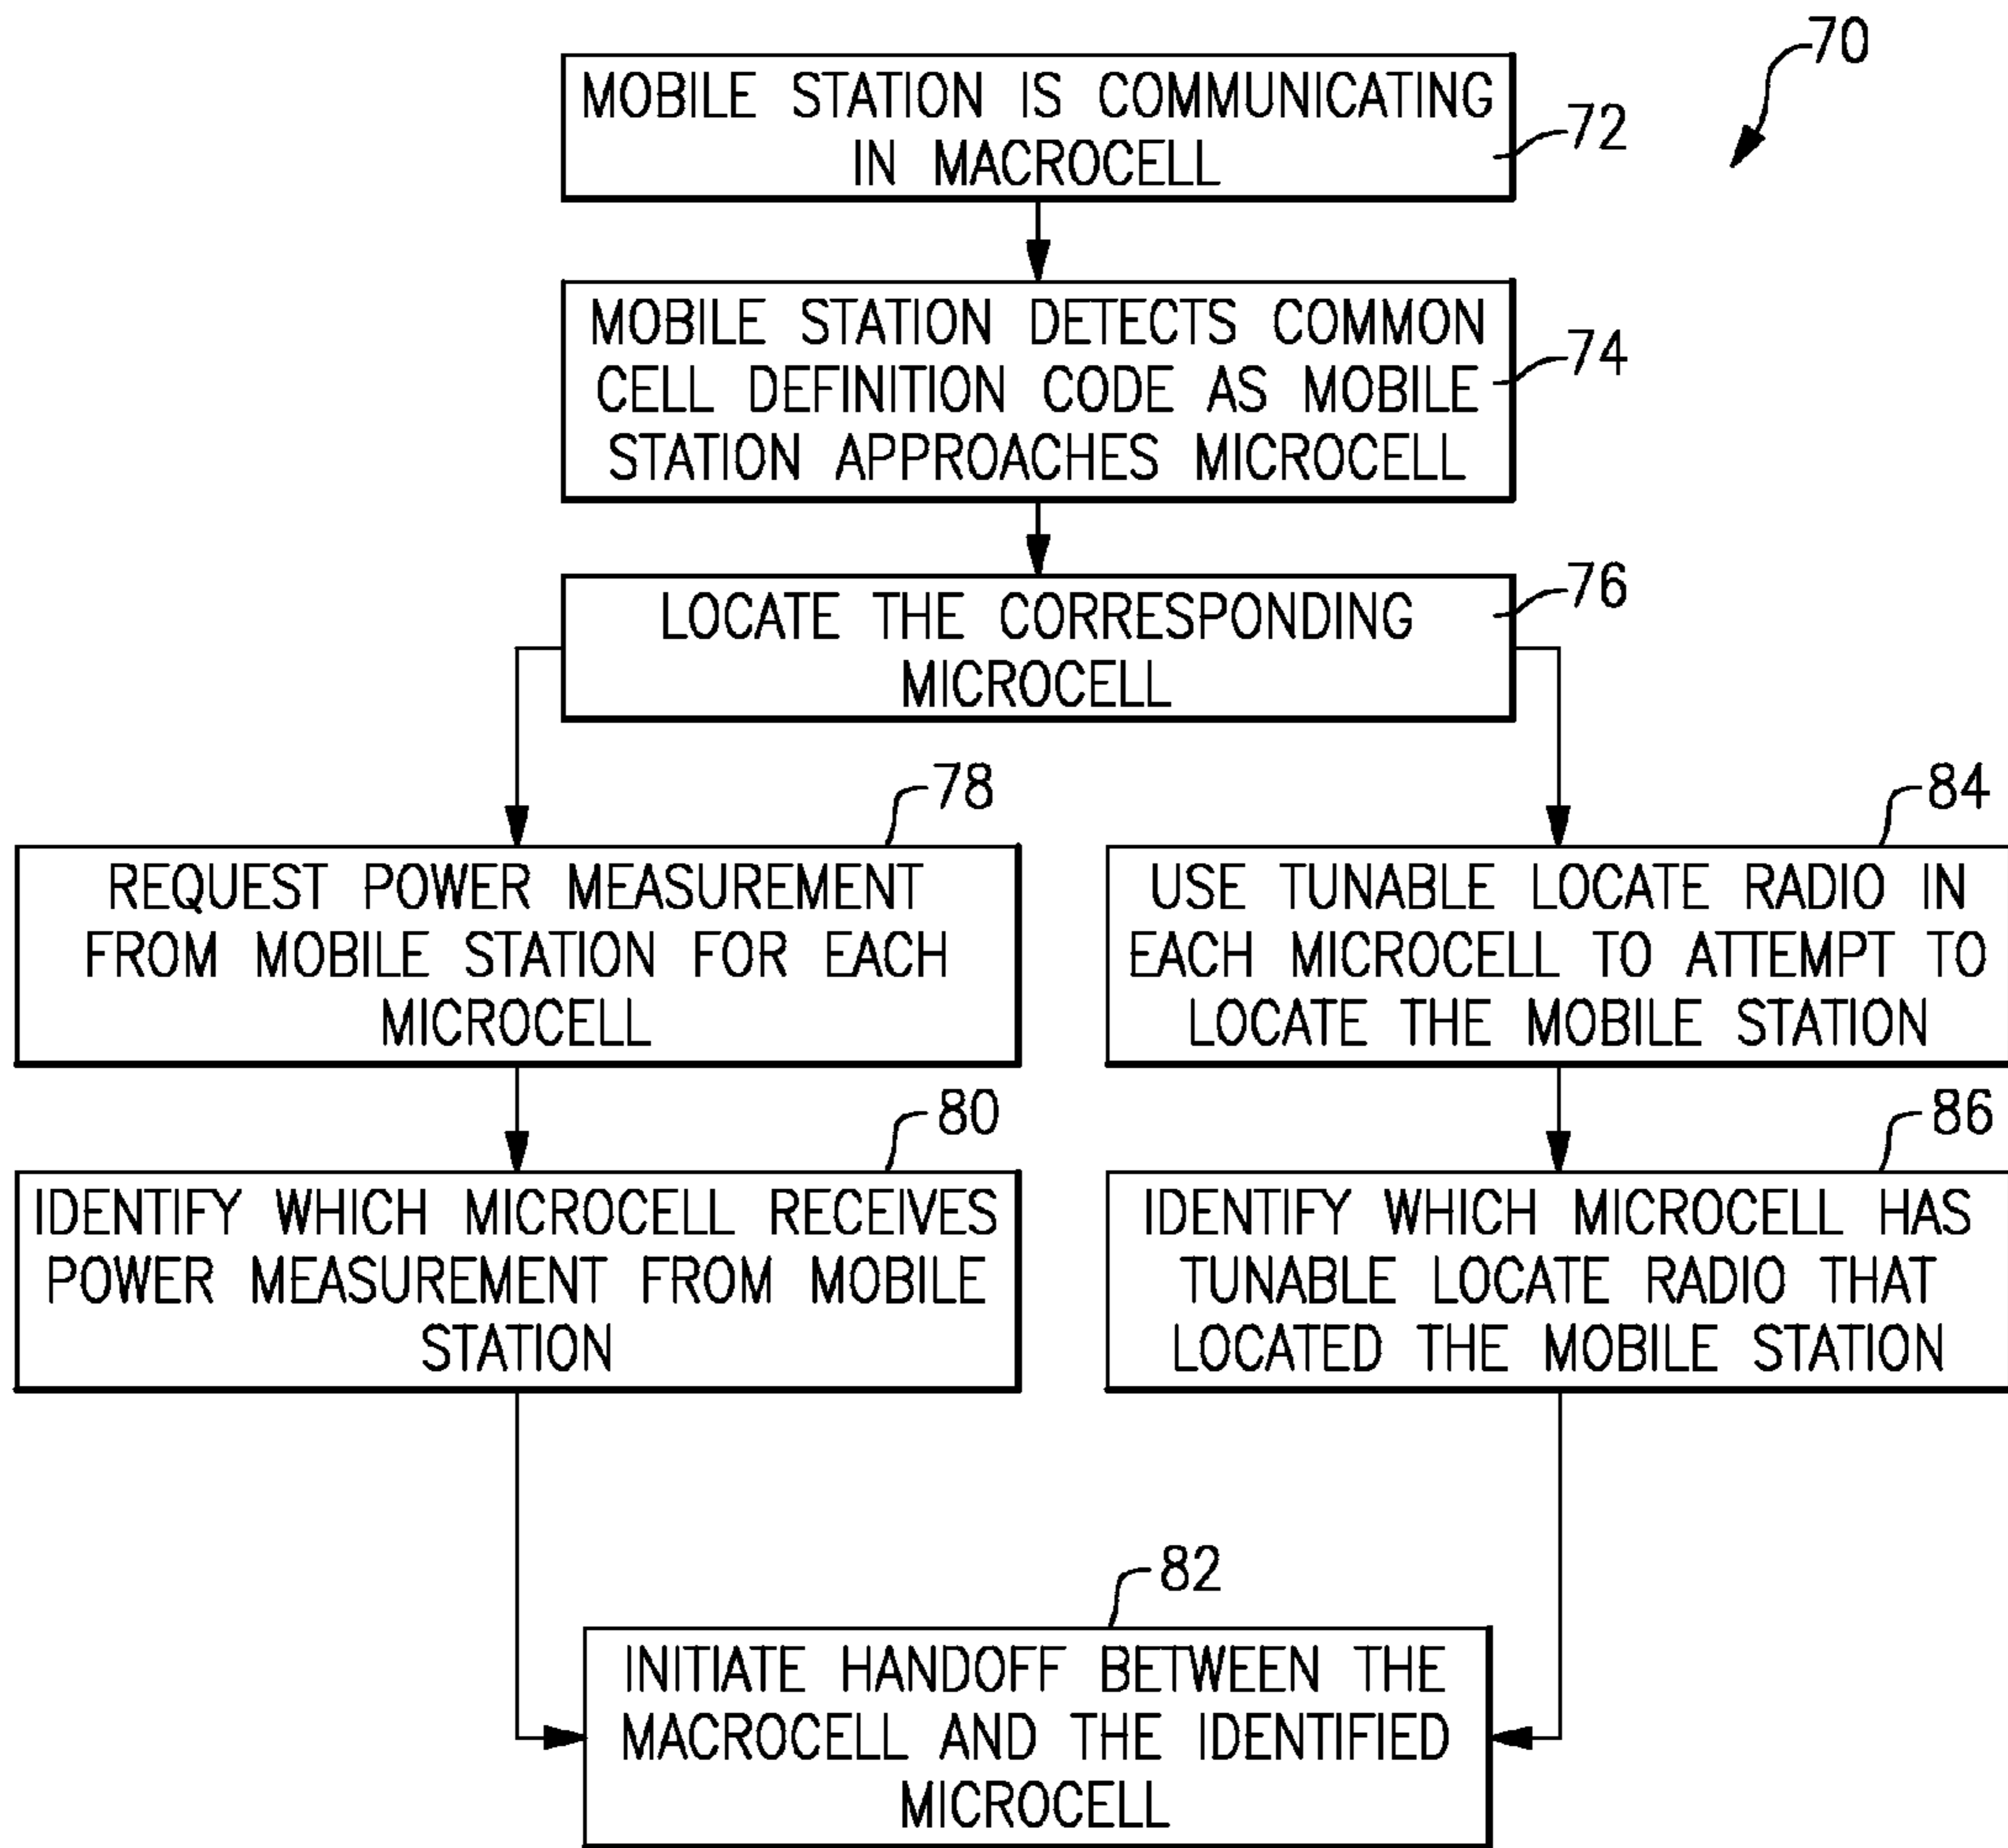 70
MOBILE STATION IS COMMUNICATING
IN MACROCELL
72
MOBILE STATION DETECTS COMMON
CELL DEFINITION CODE AS MOBILE
STATION APPROACHES MICROCELL
74
LOCATE THE CORRESPONDING
MICROCELL
76
78
REQUEST POWER MEASUREMENT
FROM MOBILE STATION FOR EACH
MICROCELL
84
USE TUNABLE LOCATE RADIO IN
EACH MICROCELL TO ATTEMPT TO
LOCATE THE MOBILE STATION
80
IDENTIFY WHICH MICROCELL RECEIVES
POWER MEASUREMENT FROM MOBILE
STATION
86
IDENTIFY WHICH MICROCELL HAS
TUNABLE LOCATE RADIO THAT
LOCATED THE MOBILE STATION
82
INITIATE HANDOFF BETWEEN THE
MACROCELL AND THE IDENTIFIED
MICROCELL